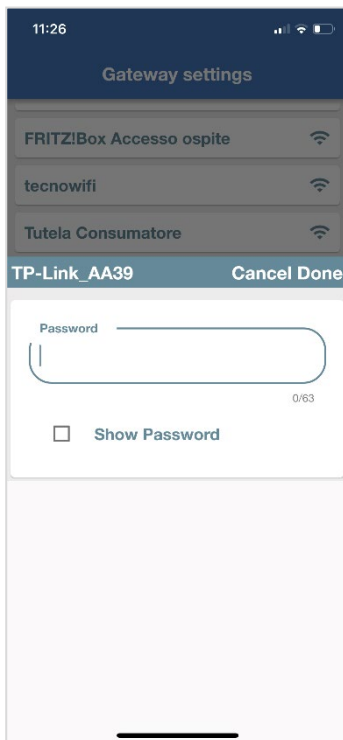 11:26
Gateway settings
FRITZ!Box Accesso ospite
tecnowifi
Tutela Consumatore
TP-Link_AA39 Cancel Done
Password
0/63
Show Password